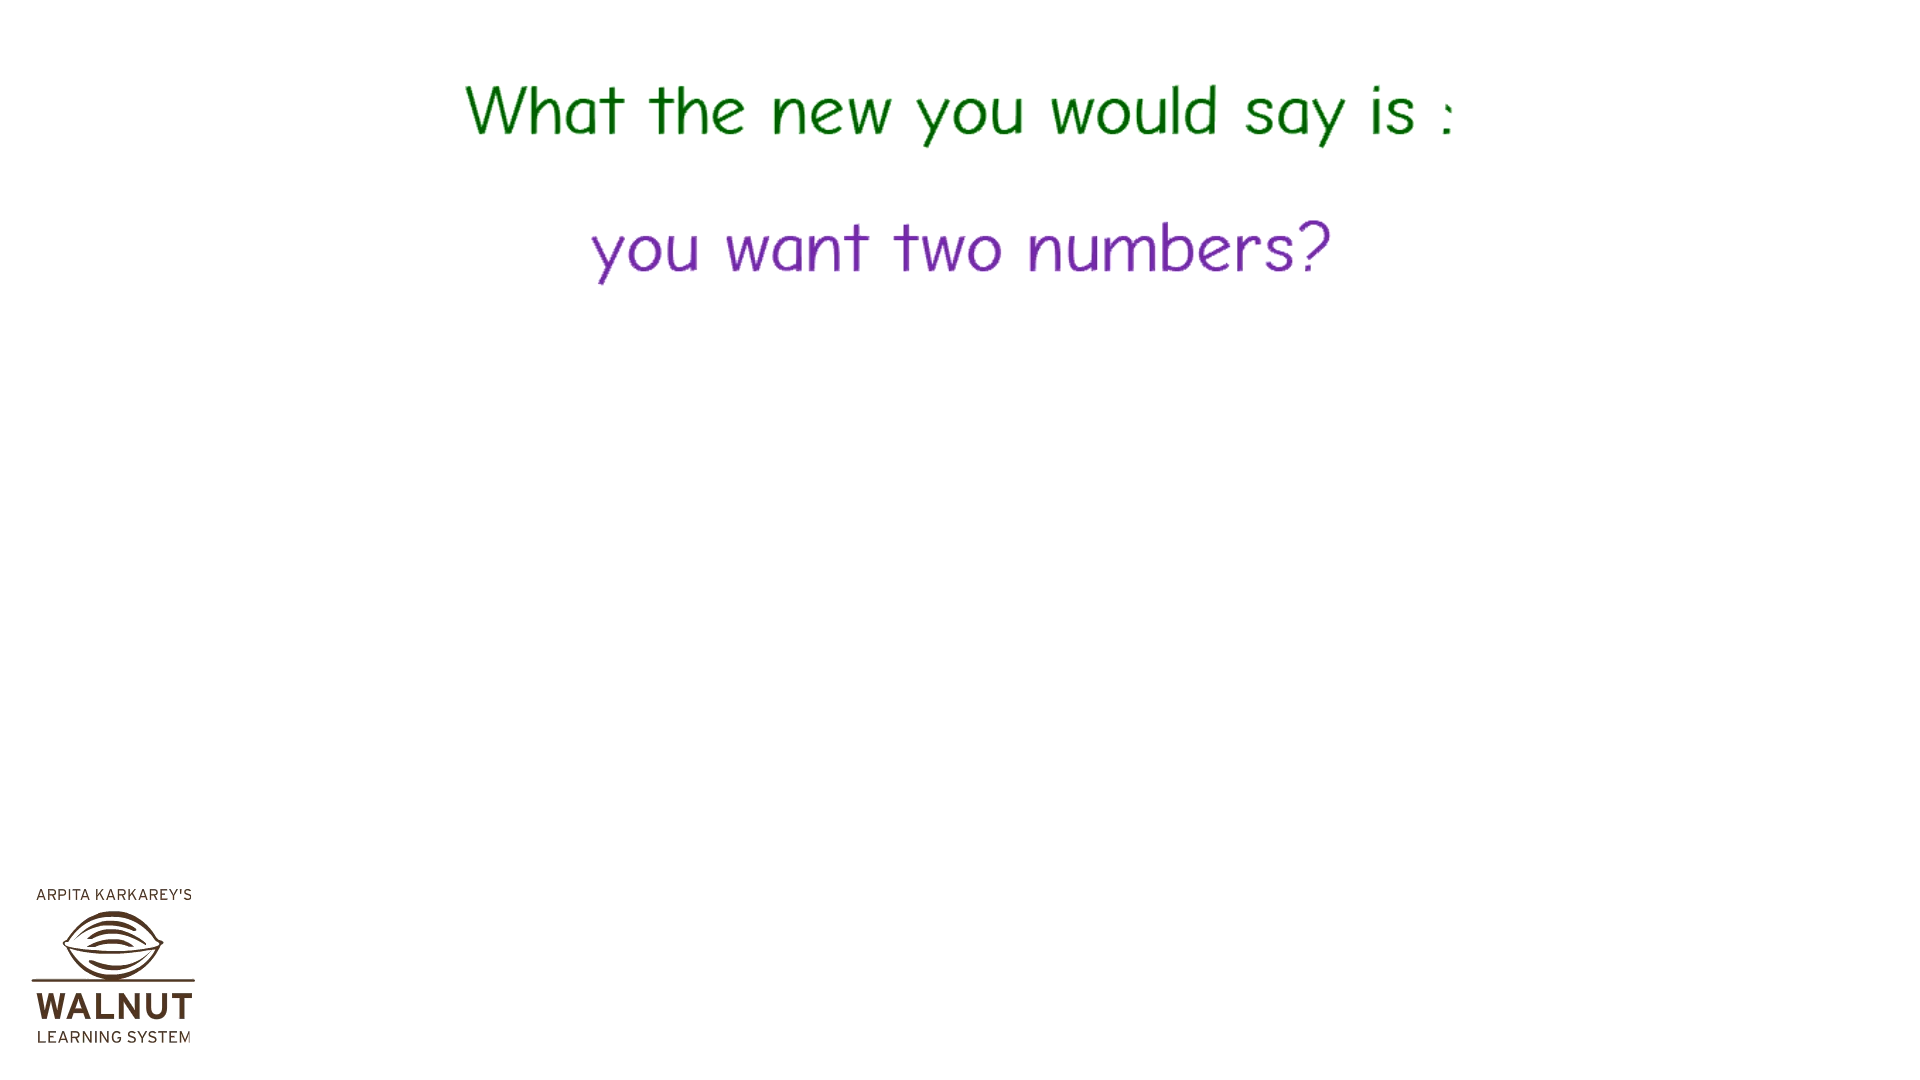 What the new you would say is :
you want two numbers?
ARPITA KARKAREY'S
WALNUT
LEARNING SYSTEM